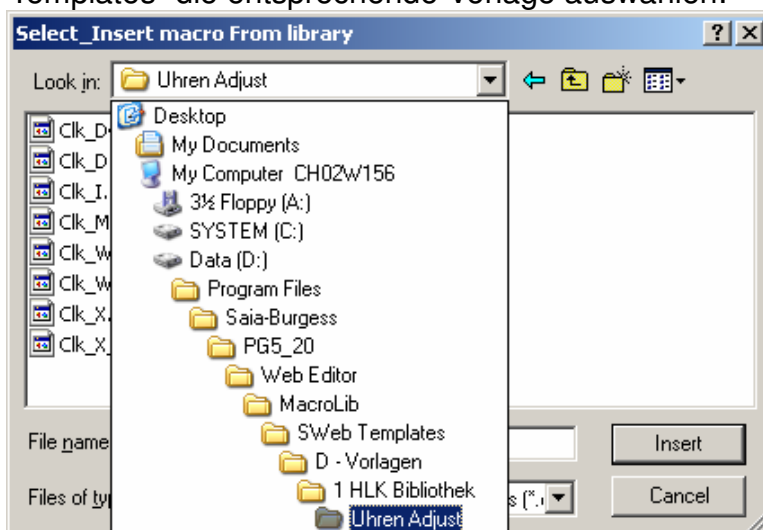 Templates" die entsprechende Vorlage auswählen.
Select_Insert macro From library
Look in: Uhren Adjust
Desktop
My Documents
My Computer CH02W156
3½ Floppy (A:)
SYSTEM (C:)
Data (D:)
Program Files
Saia-Burgess
PG5_20
Web Editor
MacroLib
SWeb Templates
D - Vorlagen
1 HLK Bibliothek
Uhren Adjust
Clk_D
Clk_D
Clk_I.
Clk_M
Clk_W
Clk_W
Clk_X.
Clk_X_
File name
Insert
Files of
Cancel